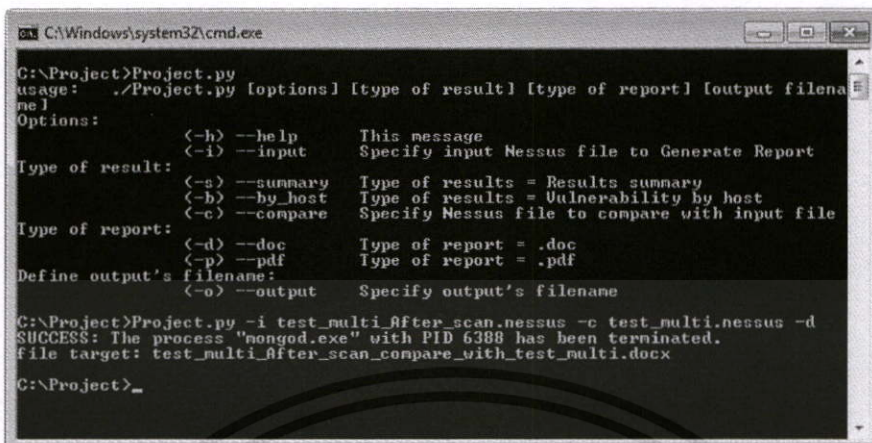 C:\Windows\system32\cmd.exe
C:\Project>Project.py
usage:   ./Project.py [options] [type of result] [type of report] [output filena
me]
Options:
(-h) --help       This message
(-i) --input      Specify input Nessus file to Generate Report
Type of result:
(-s) --summary    Type of results = Results summary
(-b) --by_host    Type of results = Vulnerability by host
(-c) --compare    Specify Nessus file to compare with input file
Type of report:
(-d) --doc        Type of report = .doc
(-p) --pdf        Type of report = .pdf
Define output's filename:
(-o) --output     Specify output's filename
C:\Project>Project.py -i test_multi_After_scan.nessus -c test_multi.nessus -d
SUCCESS: The process "mongod.exe" with PID 6388 has been terminated.
file target: test_multi_After_scan_compare_with_test_multi.docx
C:\Project>_